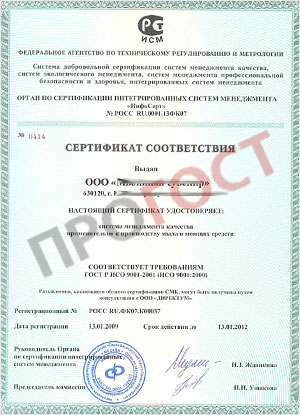 РС
ИСМ
ФЕДЕРАЛЬНОЕ АГЕНТСТВО ПО ТЕХНИЧЕСКОМУ РЕГУЛИРОВАНИЮ И МЕТРОЛОГИИ
Система добровольной сертификации систем менеджмента качества,
систем экологического менеджмента, систем менеджмента профессиональной
безопасности и здоровья, интегрированных систем менеджмента
ОРГАН ПО СЕРТИФИКАЦИИ ИНТЕГРИРОВАННЫХ СИСТЕМ МЕНЕДЖМЕНТА
«ИнфоСерт»
№ РОСС RU.0001.13ФК07
№ 0414
СЕРТИФИКАТ СООТВЕТСТВИЯ
Выдан
ООО
630120, г.
ПРОГОСТ
НАСТОЯЩИЙ СЕРТИФИКАТ УДОСТОВЕРЯЕТ:
система менеджмента качества
применительно к производству мыла и моющих средств
СООТВЕТСТВУЕТ ТРЕБОВАНИЯМ
ГОСТ Р ИСО 9001-2001 (ИСО 9001:2000)
Разъяснения, касающиеся области сертификации СМК, могут быть получены путем
консультации с ООО «ДИРЕКТУМ»
Регистрационный № РОСС RU.ФК07.К00037
Дата регистрации 13.01.2009 Срок действия до 13.01.2012
Руководитель Органа
по сертификации интегрированных
систем менеджмента
Н.З. Жданкина
Председатель комиссии
П.Н. Ушакова